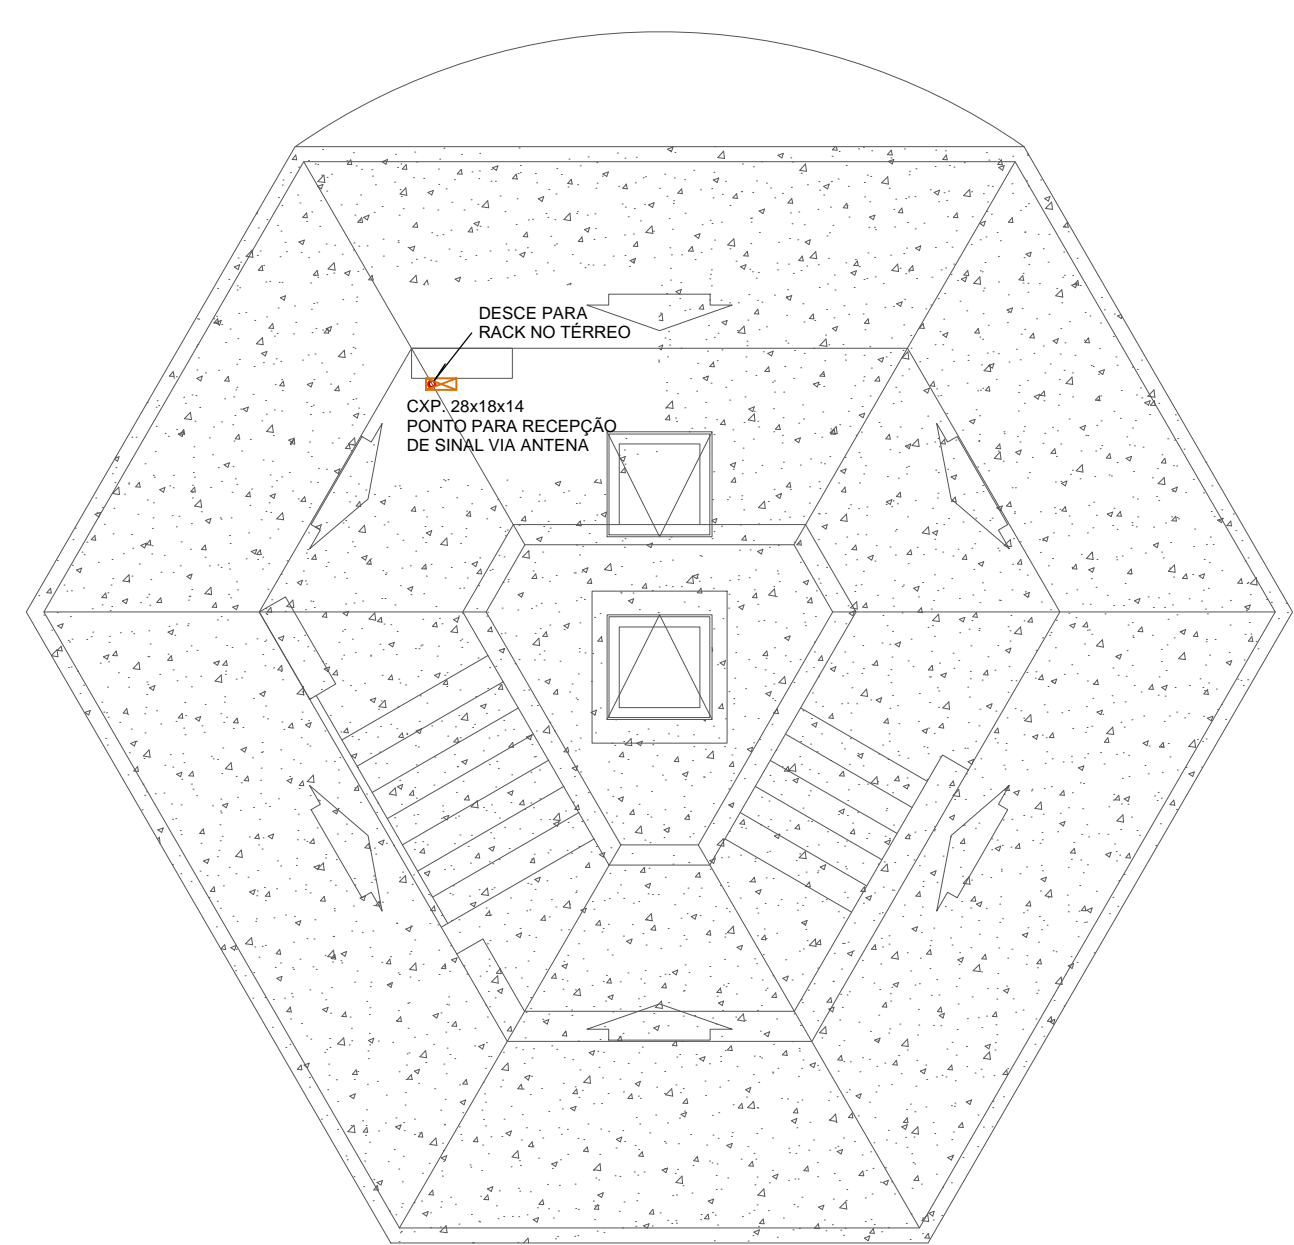 DESCE PARA
RACK NO TÉRREO
CXP. 28x18x14
PONTO PARA RECEPÇÃO
DE SINAL VIA ANTENA